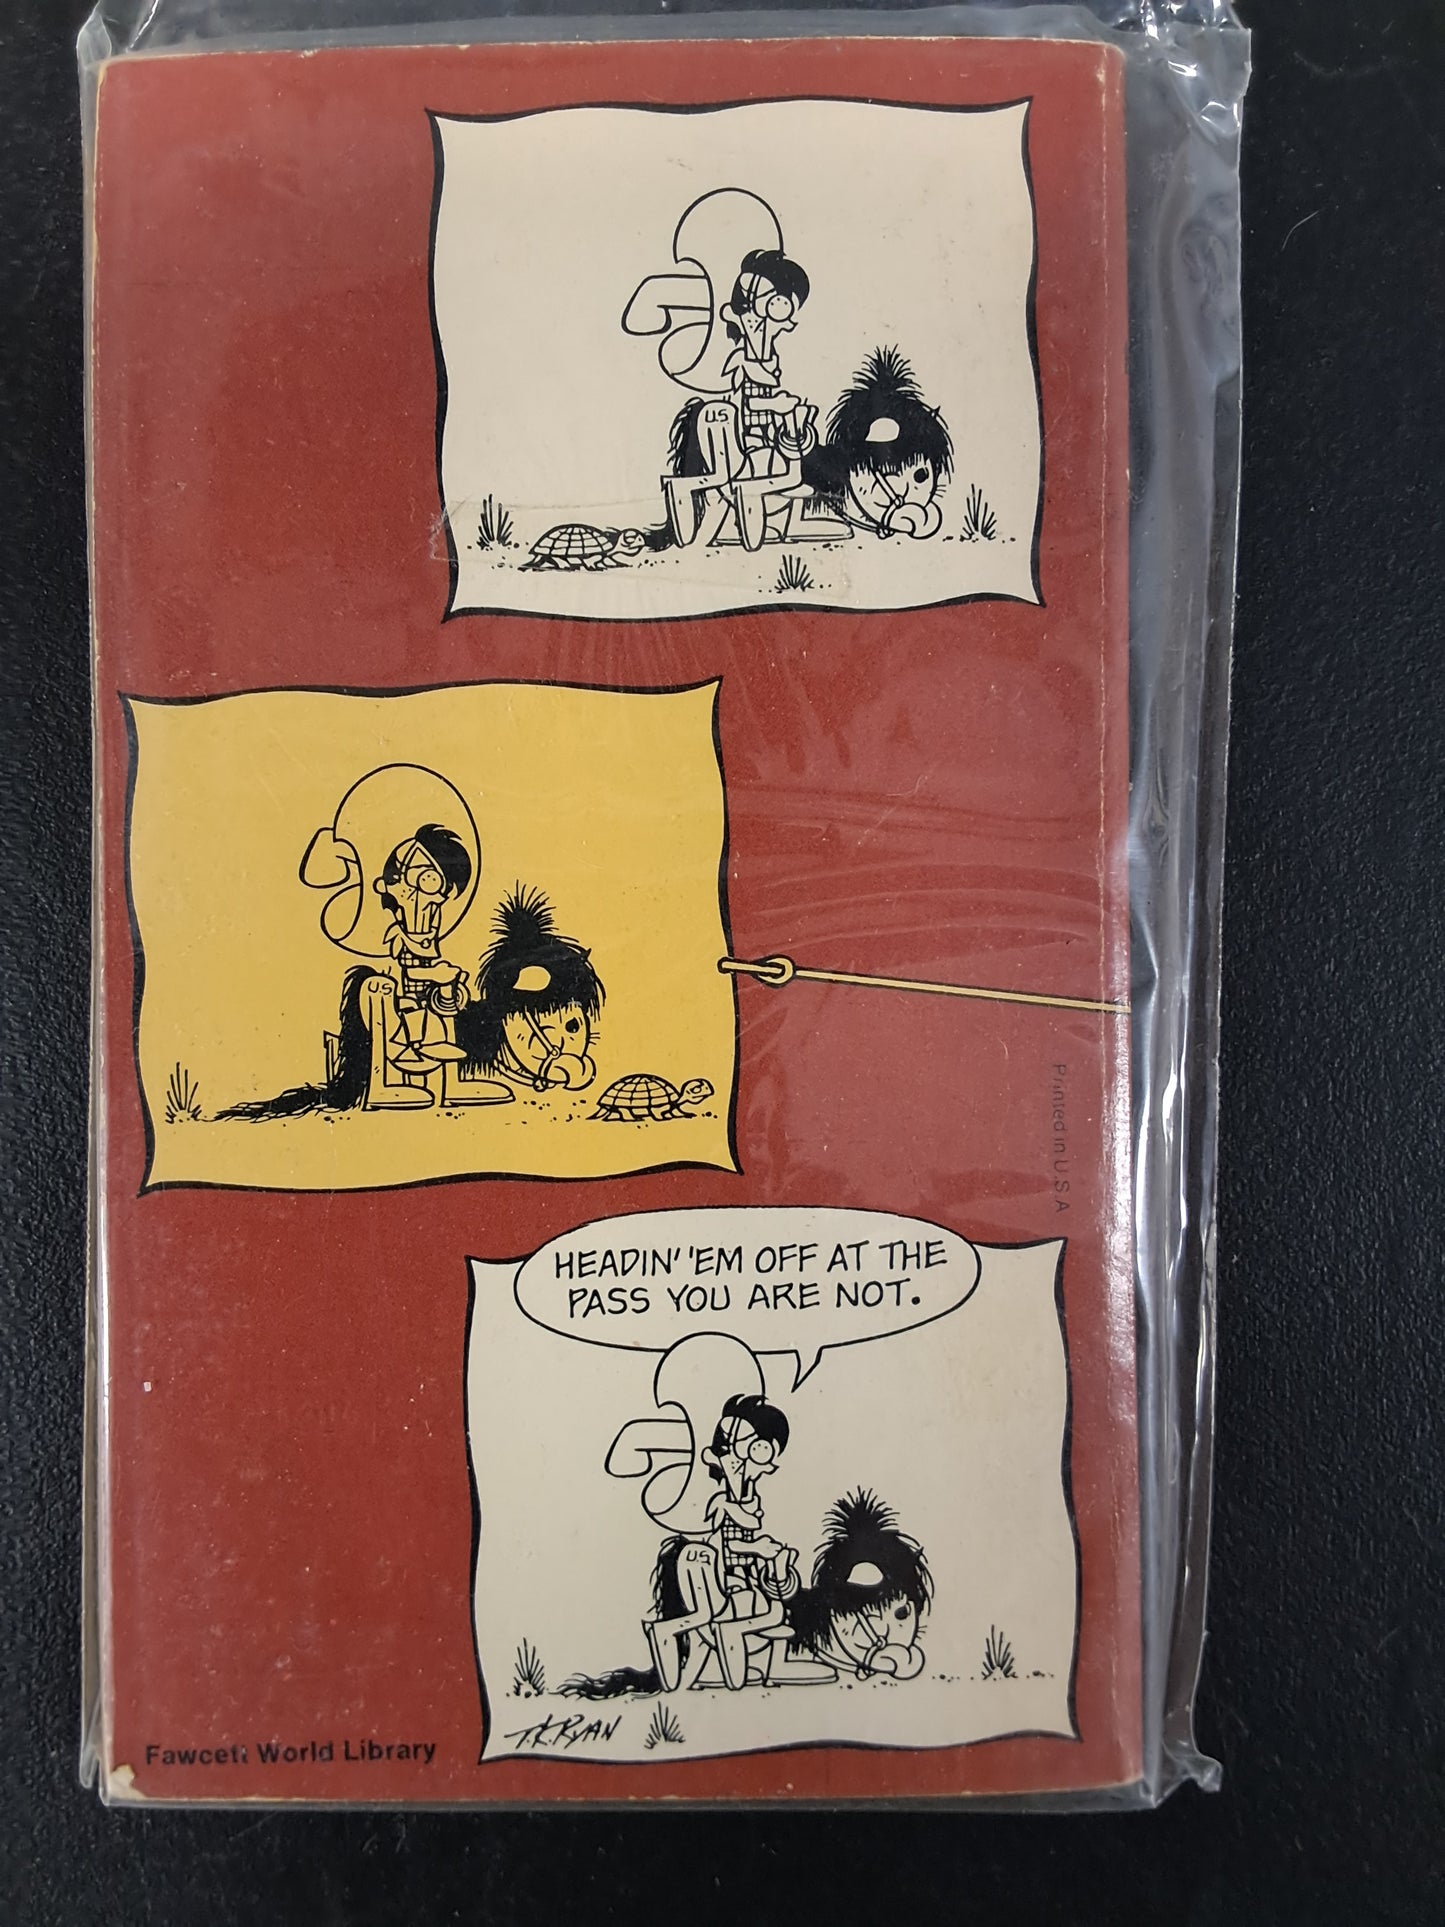 U.S
U.S
Printed in U.S.A
HEADIN' 'EM OFF AT THE
PASS YOU ARE NOT.
U.S.
T.K. RYAN
Fawcett World Library